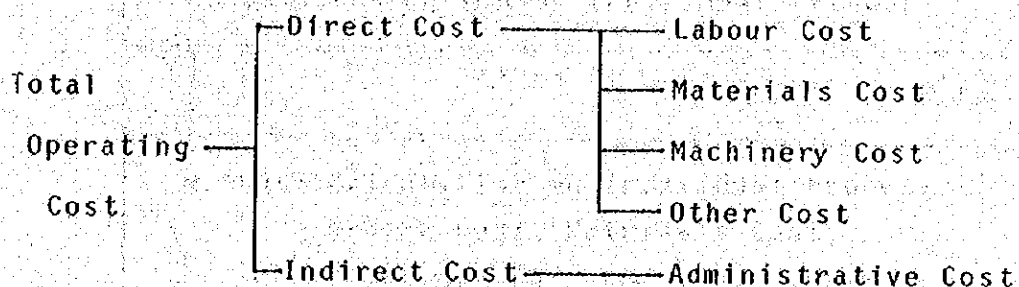 Direct Cost Labour Cost
Total
Materials Cost
Operating Machinery Cost
Cost Other Cost
Indirect Cost Administrative Cost